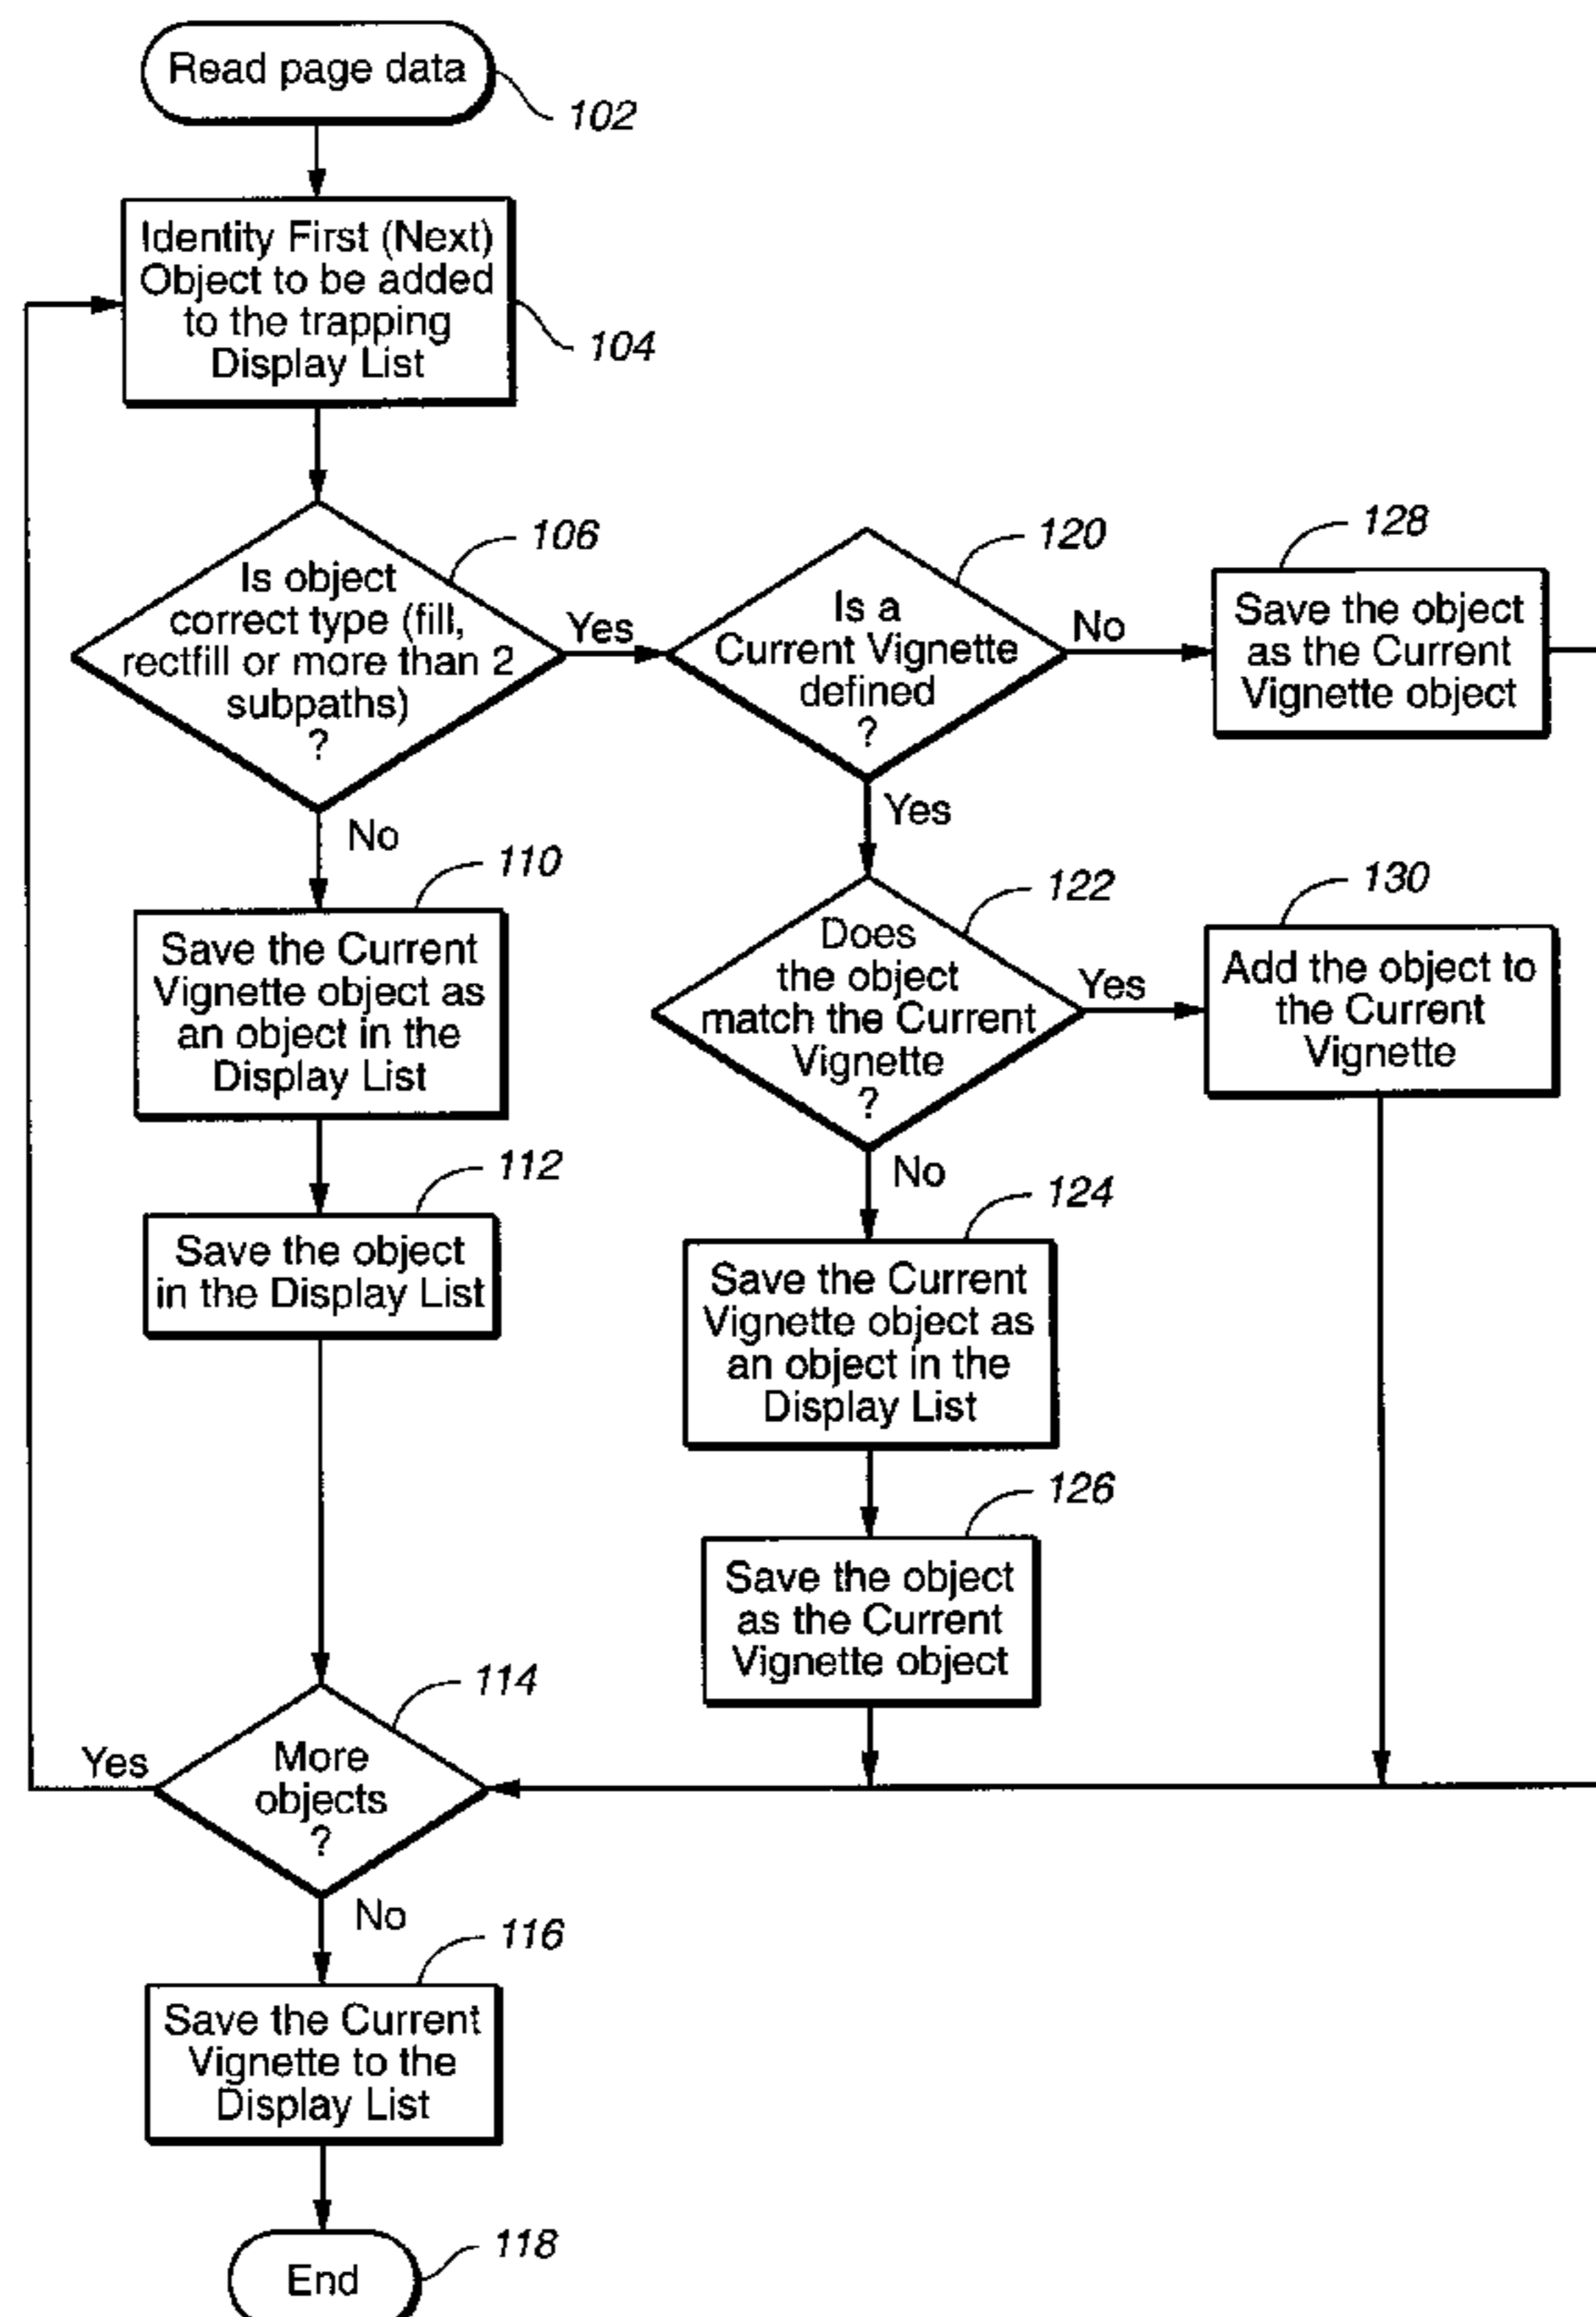 Read page data
102
Identity First (Next)
Object to be added
to the trapping
Display List
104
Is object
correct type (fill,
rectfill or more than 2
subpaths)
?
106
Yes
No
Is a
Current Vignette
defined
?
120
No
Yes
128
Save the object
as the Current
Vignette object
110
Save the Current
Vignette object as
an object in the
Display List
Does
the object
match the Current
Vignette
?
122
Yes
No
130
Add the object to
the Current
Vignette
112
Save the object
in the Display List
124
Save the Current
Vignette object as
an object in the
Display List
126
Save the object
as the Current
Vignette object
114
More
objects
?
Yes
No
116
Save the Current
Vignette to the
Display List
End
118